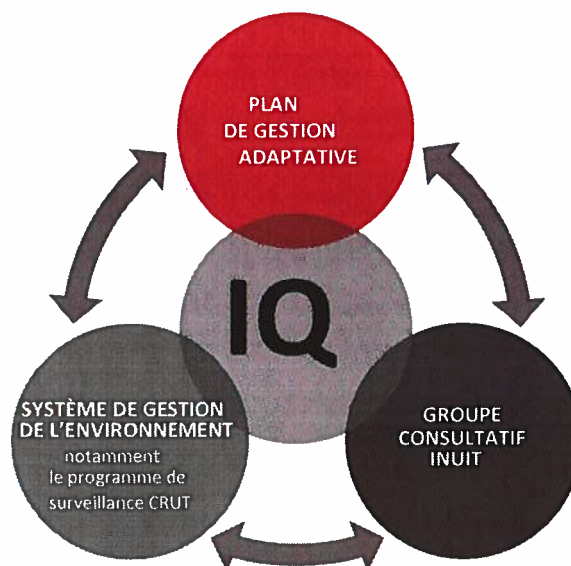 PLAN
DE GESTION
ADAPTATIVE
IQ
SYSTÈME DE GESTION
DE L'ENVIRONNEMENT
notamment
le programme de
surveillance CRUT
GROUPE
CONSULTATIF
INUIT